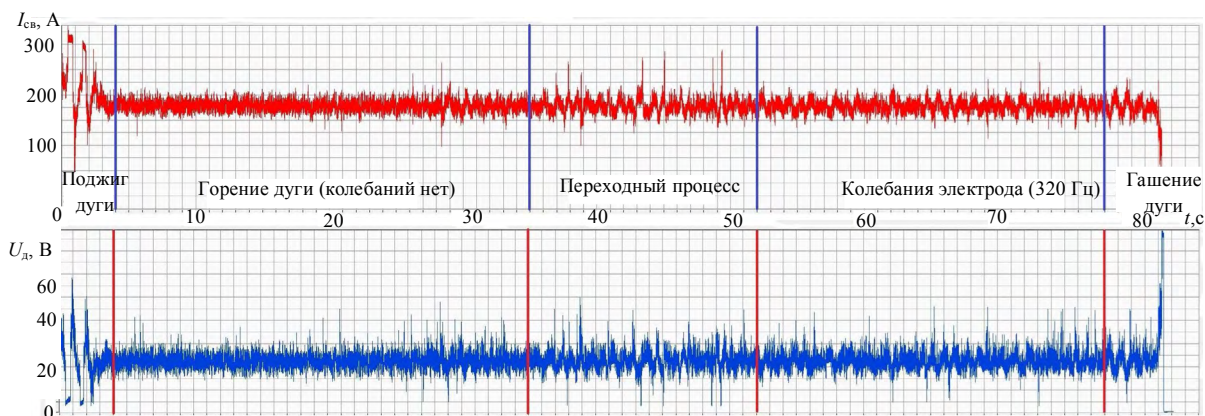 Iсв, А
300
200
100
0
Поджиг
дуги
Горение дуги (колебаний нет)
Переходный процесс
Колебания электрода (320 Гц)
Гашение
дуги
10
20
30
40
50
60
70
80
t,с
Uд, В
60
40
20
0